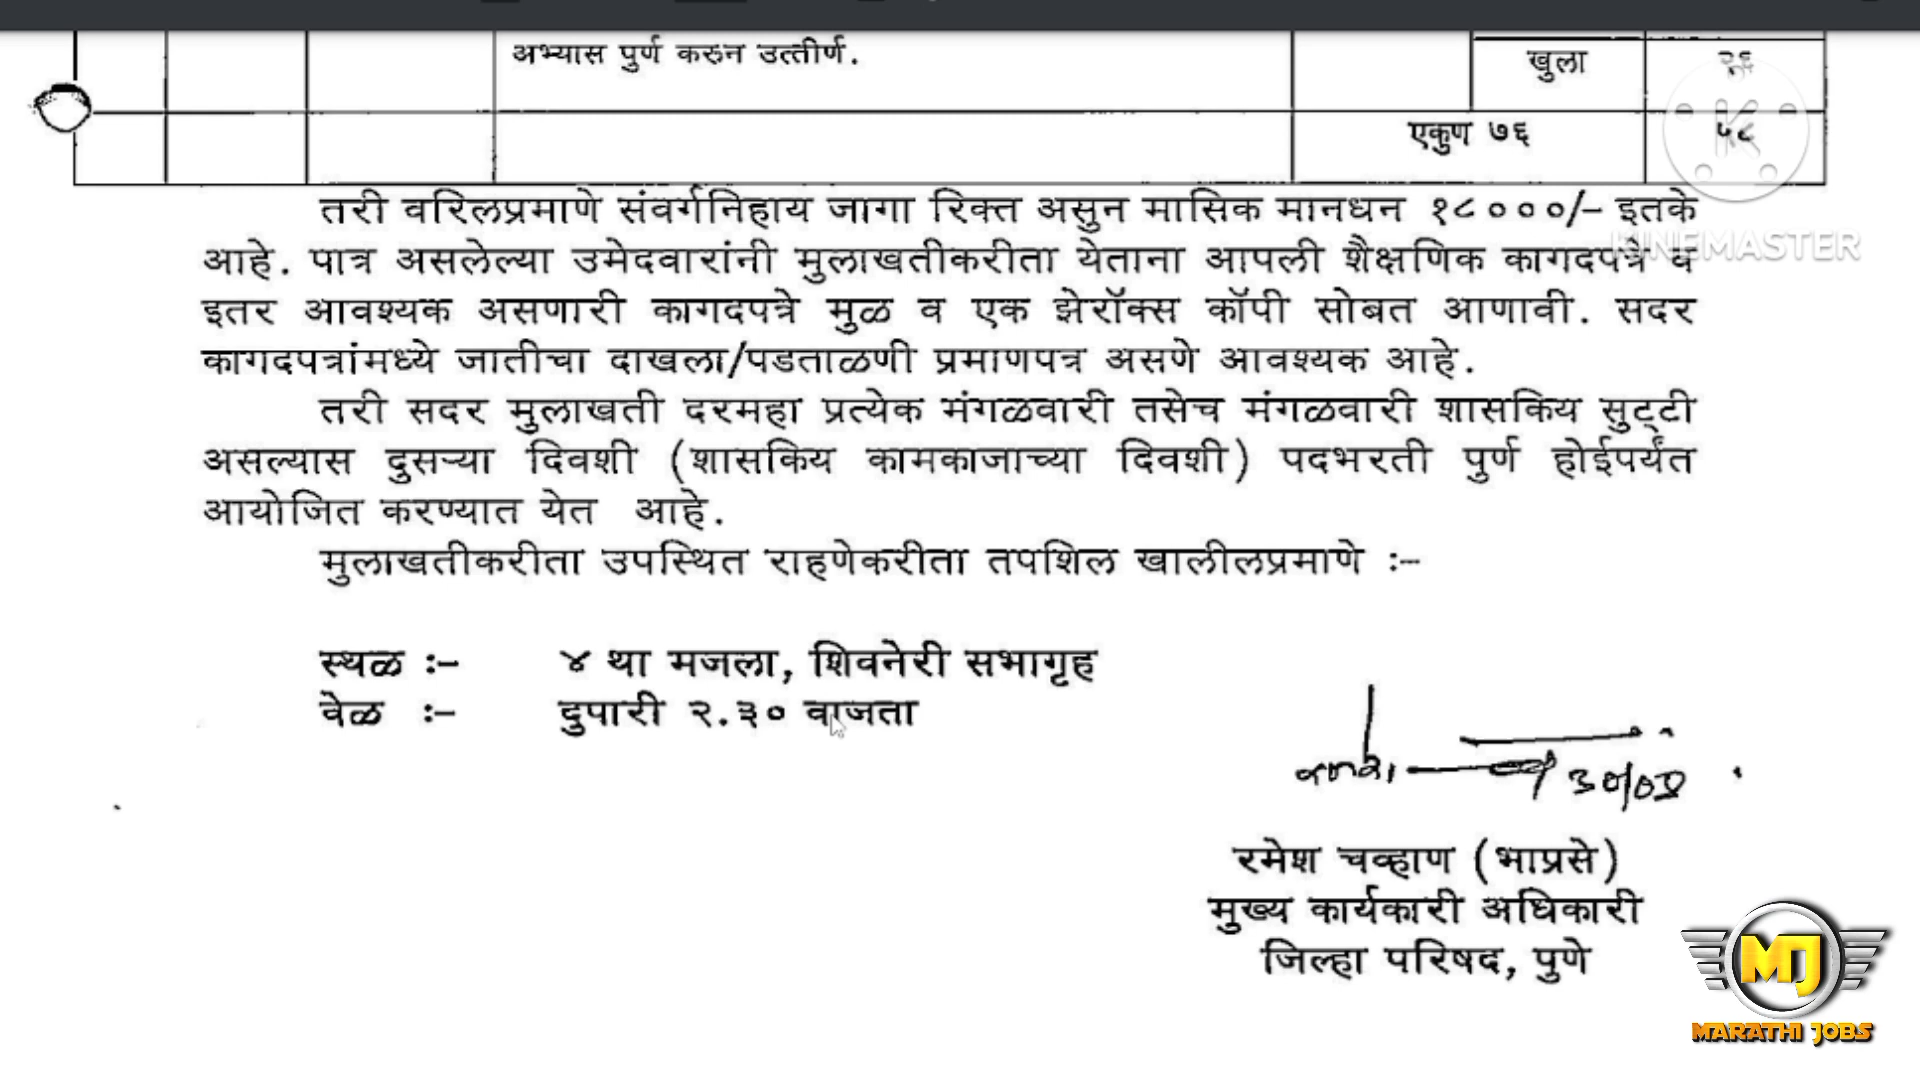 अभ्यास पुर्ण करुन उत्तीर्ण.
खुला २६
एकुण ७६ ५८
तरी वरिलप्रमाणे संवर्गनिहाय जागा रिक्त असुन मासिक मानधन १८०००/- इतके
आहे. पात्र असलेल्या उमेदवारांनी मुलाखतीकरीता येताना आपली शैक्षणिक कागदपत्रे व
इतर आवश्यक असणारी कागदपत्रे मुळ व एक झेरॉक्स कॉपी सोबत आणावी. सदर
कागदपत्रांमध्ये जातीचा दाखला/पडताळणी प्रमाणपत्र असणे आवश्यक आहे.
तरी सदर मुलाखती दरमहा प्रत्येक मंगळवारी तसेच मंगळवारी शासकिय सुट्टी
असल्यास दुसऱ्या दिवशी (शासकिय कामकाजाच्या दिवशी) पदभरती पुर्ण होईपर्यंत
आयोजित करण्यात येत आहे.
मुलाखतीकरीता उपस्थित राहणेकरीता तपशिल खालीलप्रमाणे :-
स्थळ :- ४ था मजला, शिवनेरी सभागृह
वेळ :- दुपारी २.३० वाजता
रमेश चव्हाण (भाप्रसे)
मुख्य कार्यकारी अधिकारी
जिल्हा परिषद, पुणे
KINEMASTER
MJ
MARATHI JOBS